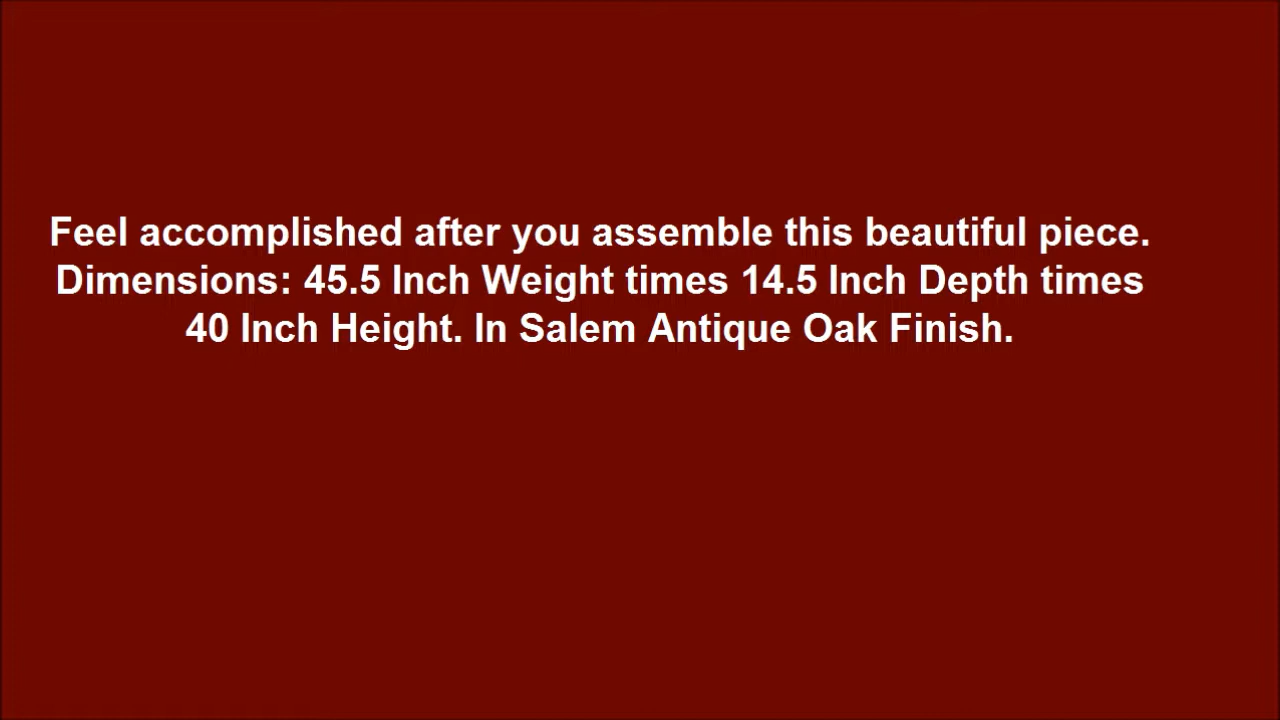 Feel accomplished after you assemble this beautiful piece.
Dimensions: 45.5 Inch Weight times 14.5 Inch Depth times
40 Inch Height. In Salem Antique Oak Finish.